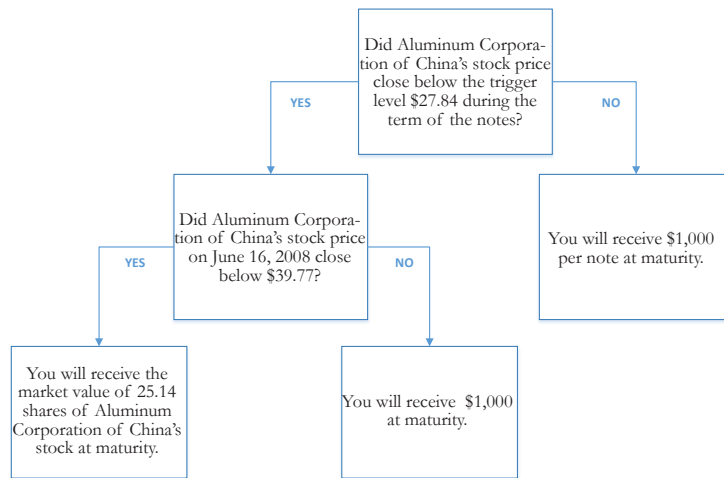 Did Aluminum Corpora-
tion of China's stock price
close below the trigger
level $27.84 during the
term of the notes?
YES
NO
Did Aluminum Corpora-
tion of China's stock price
on June 16, 2008 close
below $39.77?
You will receive $1,000
per note at maturity.
YES
NO
You will receive the
market value of 25.14
shares of Aluminum
Corporation of China's
stock at maturity.
You will receive $1,000
at maturity.